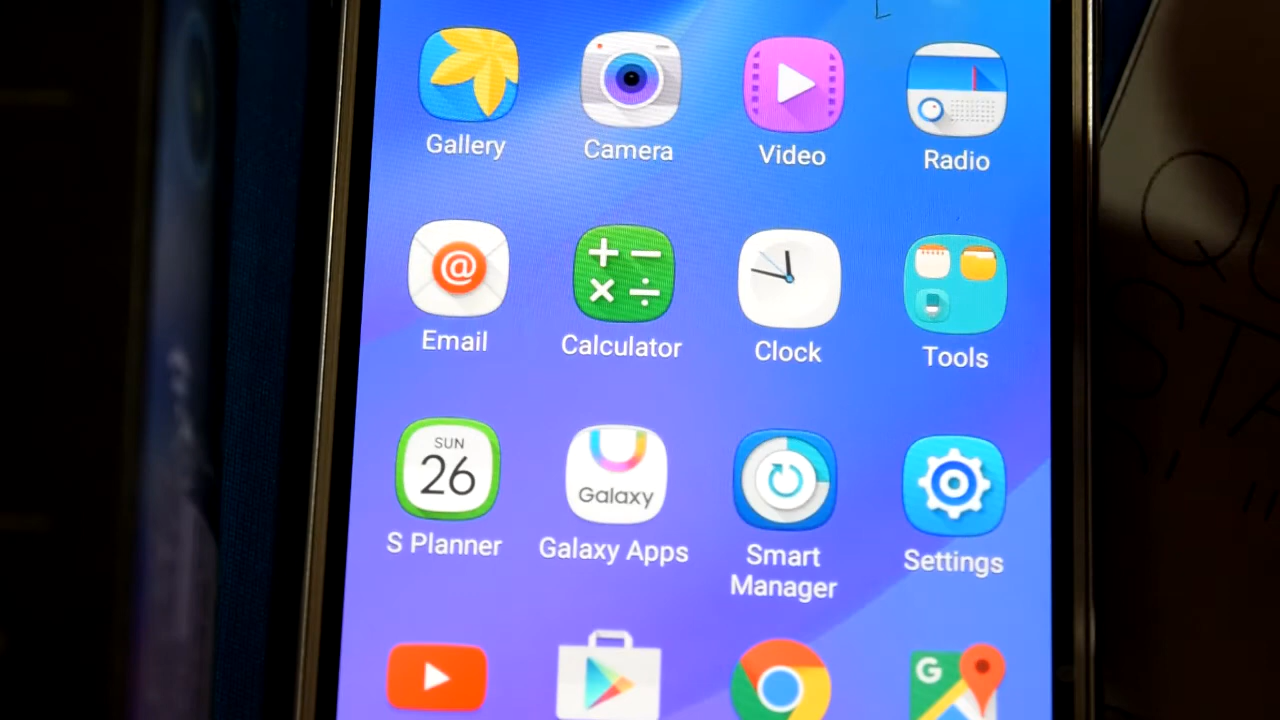 Gallery
Camera
Video
Radio
@
Email
Calculator
Clock
Tools
SUN
26
Galaxy
S Planner
Galaxy Apps
Smart
Manager
Settings
G